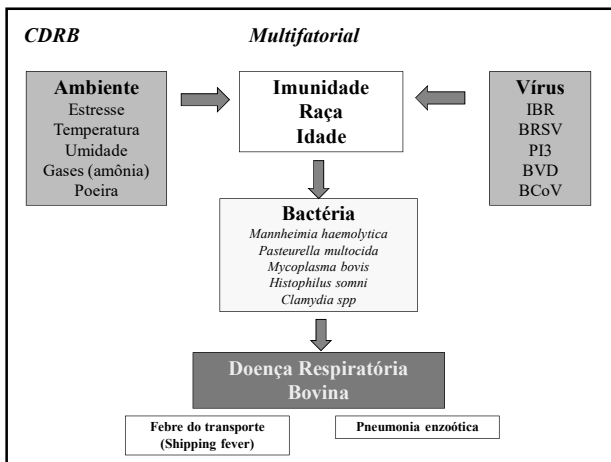 CDRB
Multifatorial
Ambiente
Estresse
Temperatura
Umidade
Gases (amônia)
Poeira
Imunidade
Raça
Idade
Vírus
IBR
BRSV
PI3
BVD
BCoV
Bactéria
Mannheimia haemolytica
Pasteurella multocida
Mycoplasma bovis
Histophilus somni
Clamydia spp
Doença Respiratória
Bovina
Febre do transporte
(Shipping fever)
Pneumonia enzoótica